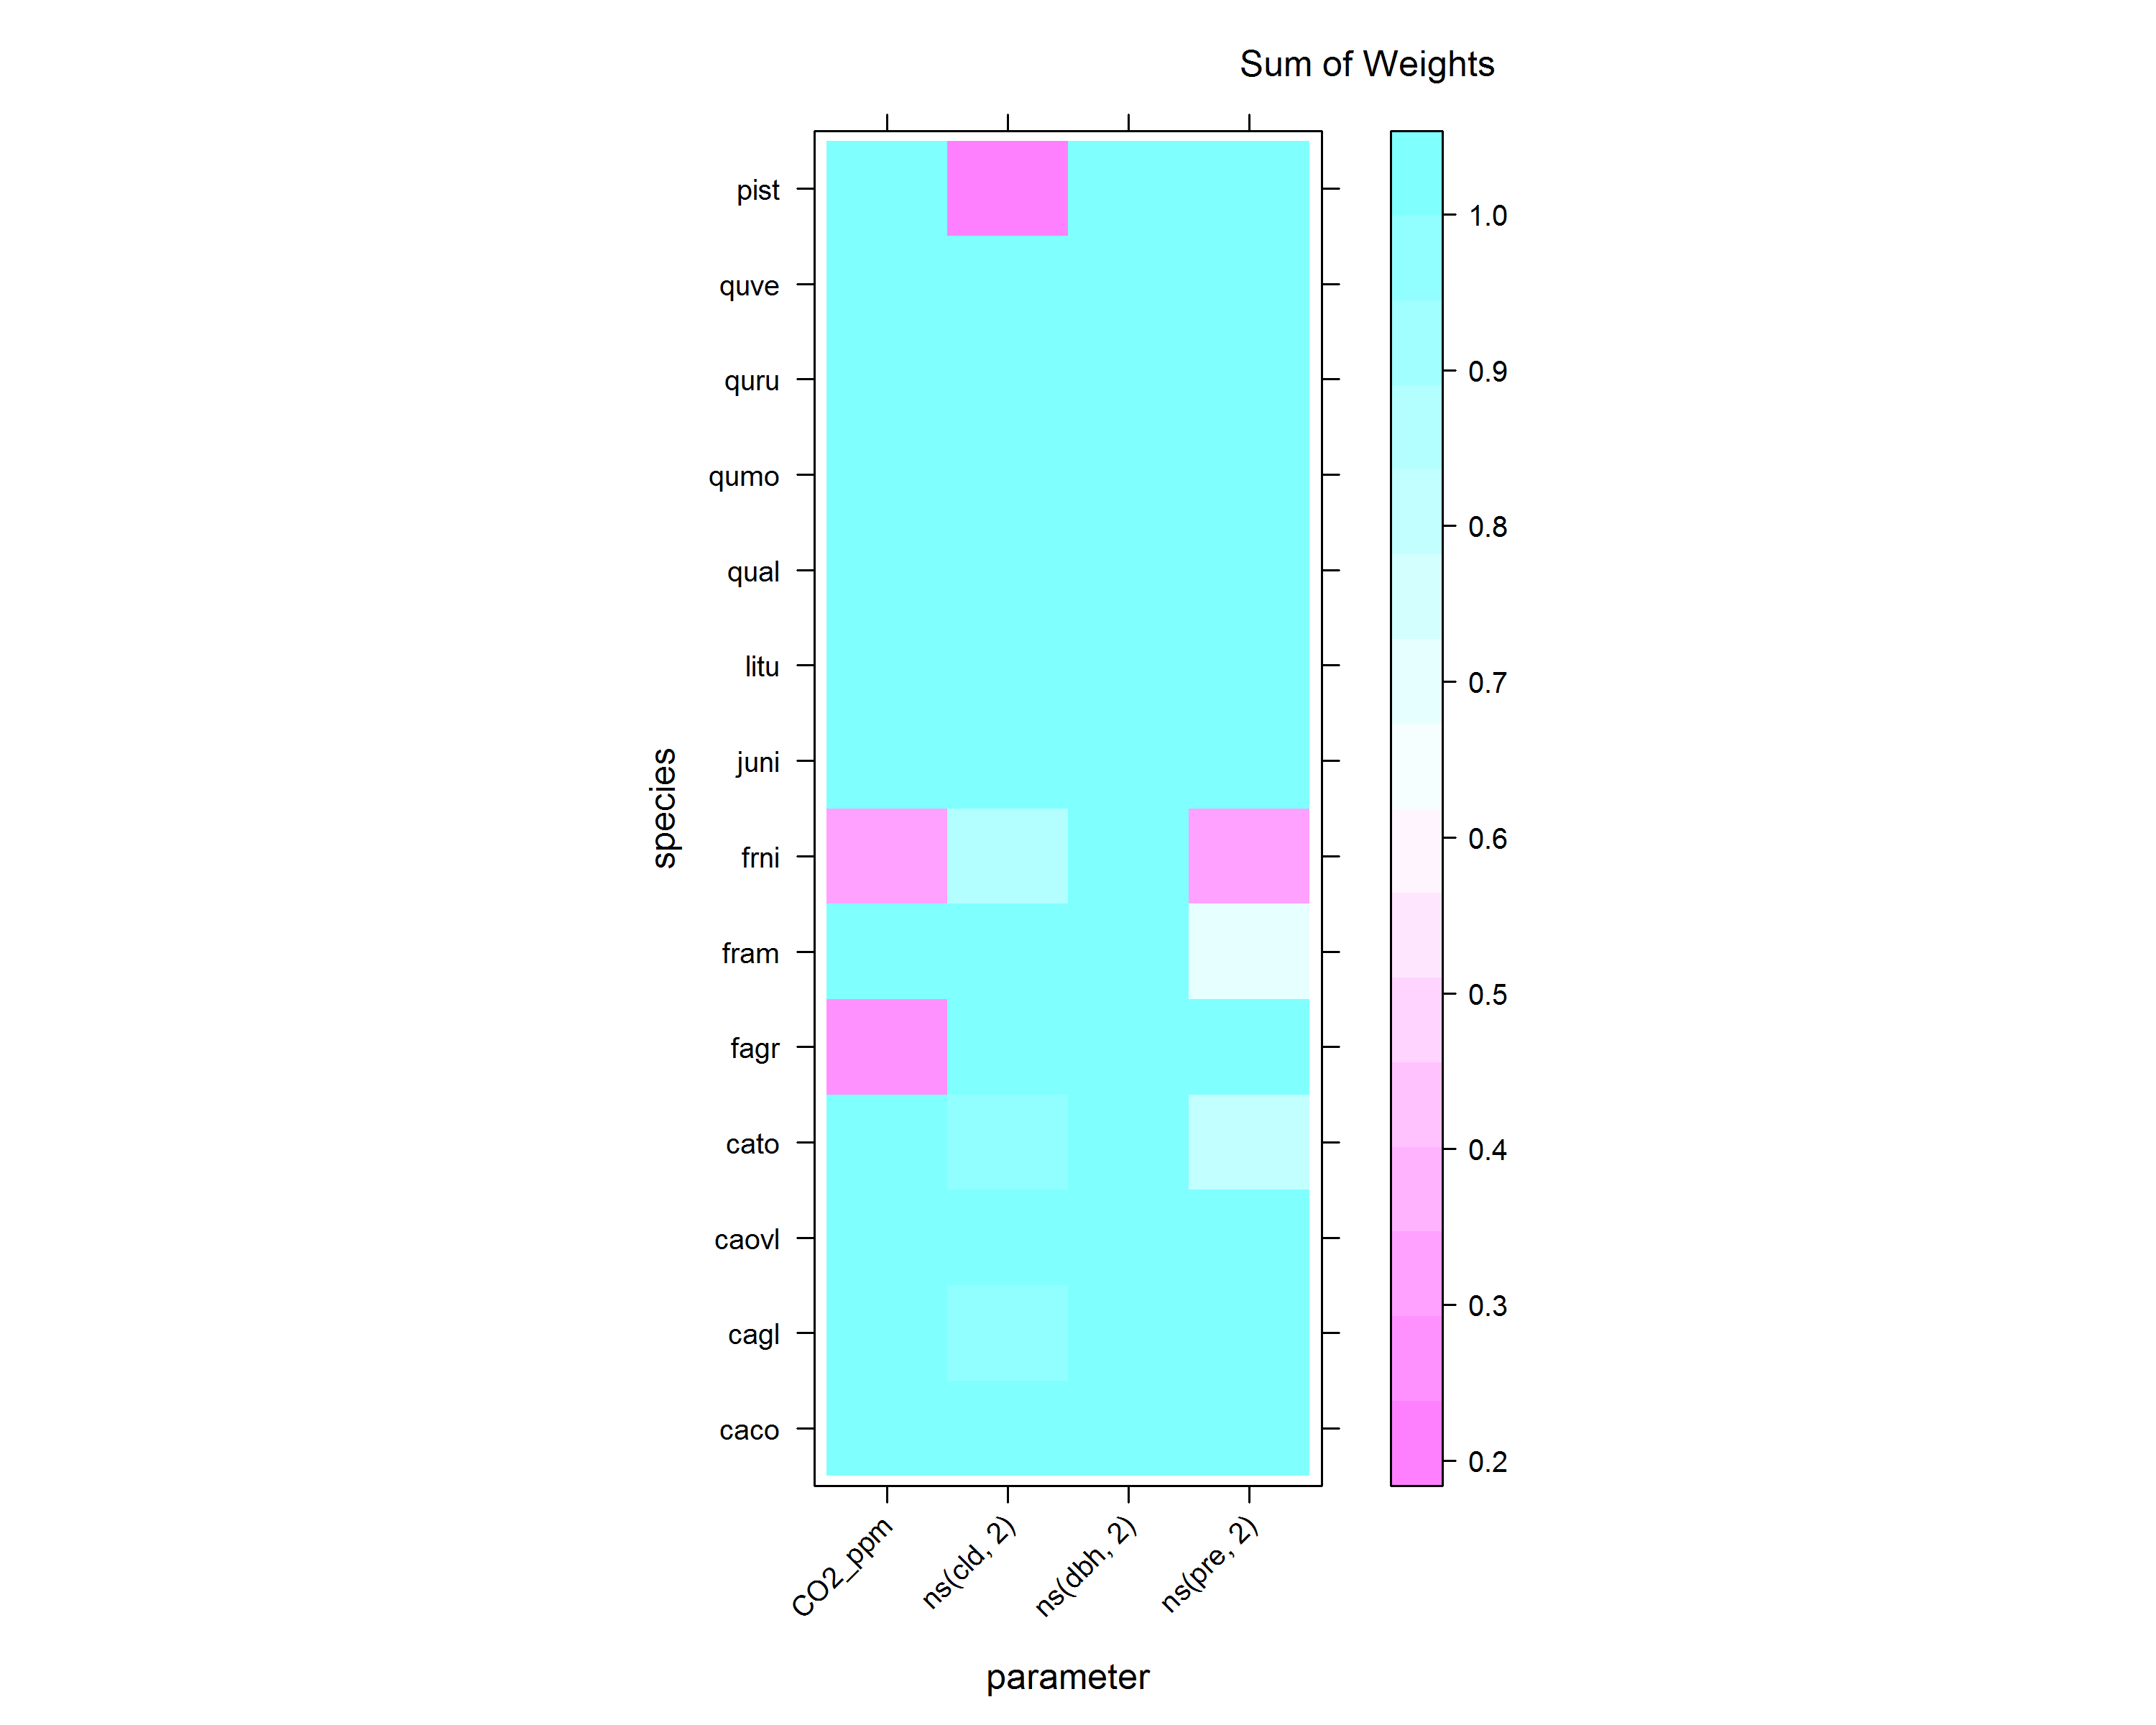 Sum of Weights
pist
quve
quru
qumo
qual
litu
juni
frni
fram
fagr
cato
caovl
cagl
caco
species
1.0
0.9
0.8
0.7
0.6
0.5
0.4
0.3
0.2
CO2_ppm
ns(cld, 2)
ns(dbh, 2)
ns(pre, 2)
parameter